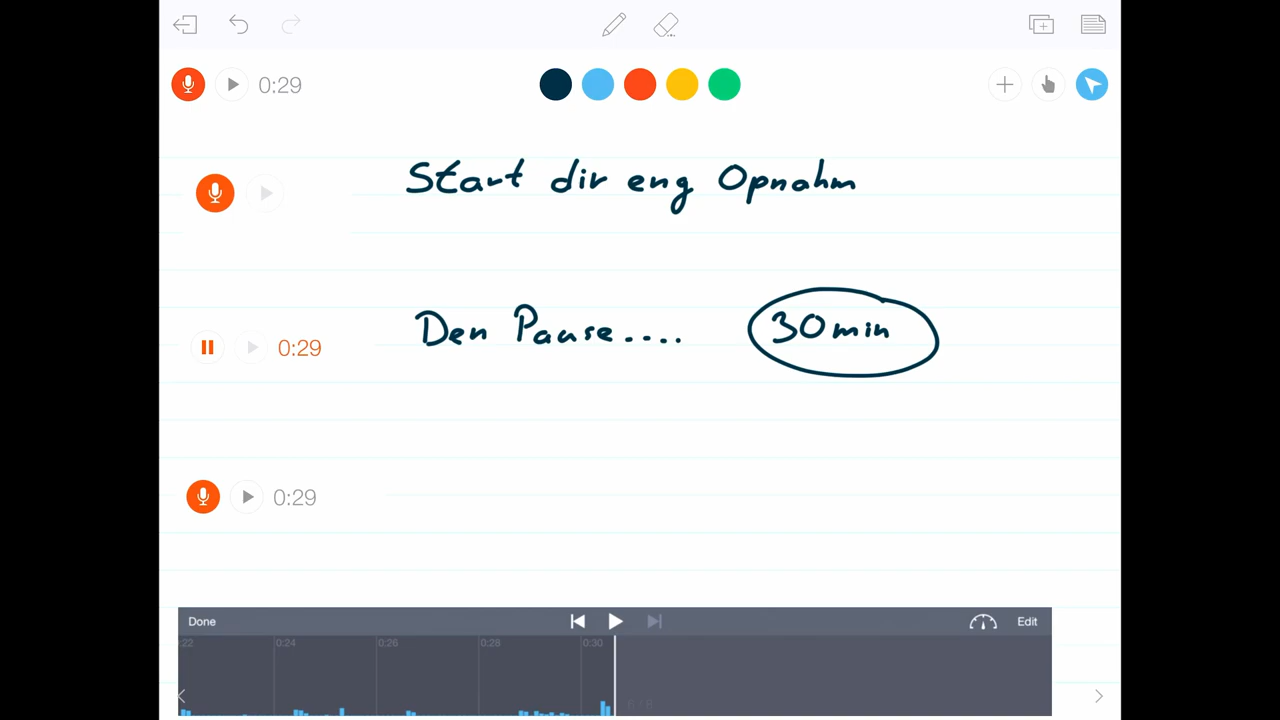 0:29
Start dir eng Opnahm
Den Pause.... 30min
0:29
0:29
Done Edit
:22 0:24 0:26 0:28 0:30